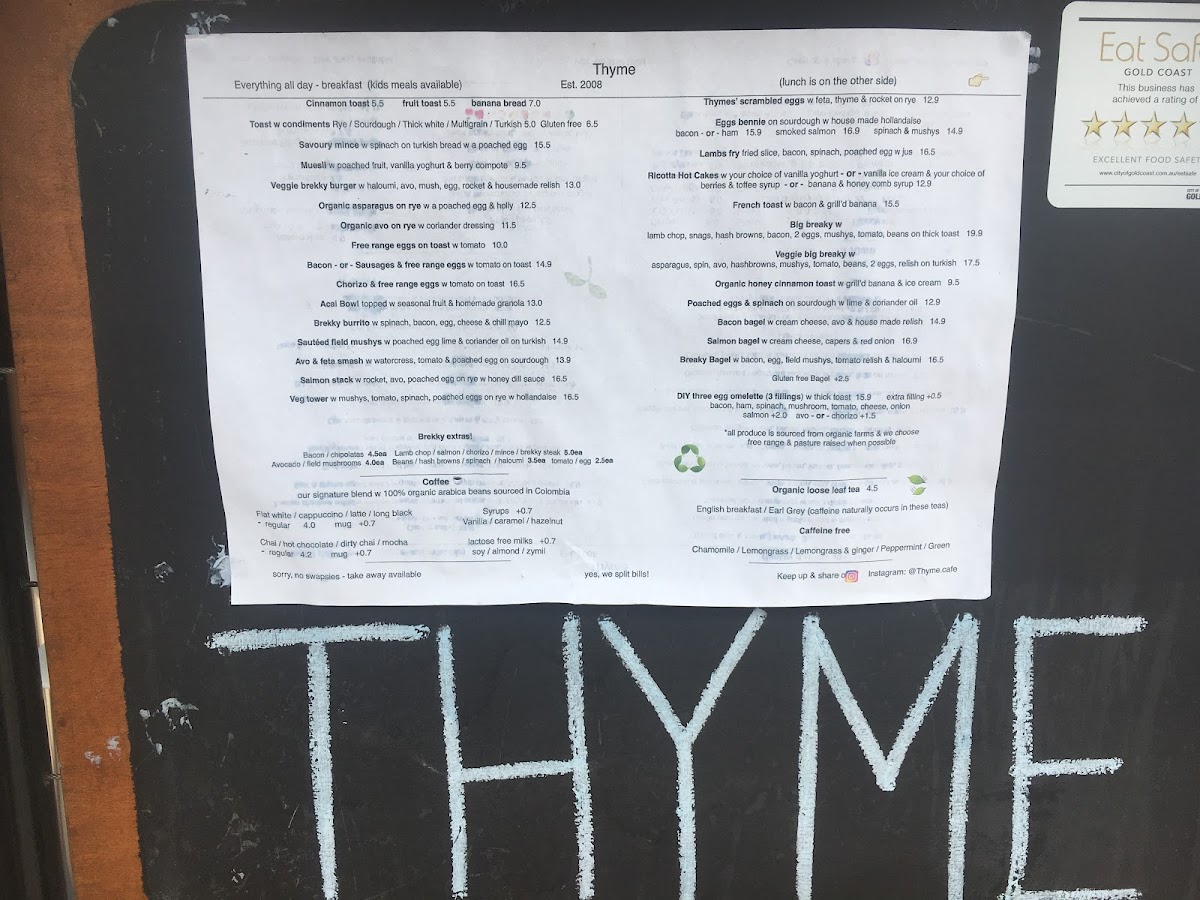 Thyme
Everything all day - breakfast (kids meals available)
Est. 2008
(lunch is on the other side)
Cinnamon toast 5.5 fruit toast 5.5 banana bread 7.0
Toast w condiments Rye / Sourdough / Thick white / Multigrain / Turkish 5.0 Gluten free 6.5
Savoury mince w spinach on turkish bread w a poached egg 15.5
Muesli w poached fruit, vanilla yoghurt & berry compote 9.5
Veggie brekky burger w haloumi, avo, mush, egg, rocket & housemade relish 13.0
Organic asparagus on rye w a poached egg & holly 12.5
Organic avo on rye w coriander dressing 11.5
Free range eggs on toast w tomato 10.0
Bacon - or - Sausages & free range eggs w tomato on toast 14.9
Chorizo & free range eggs w tomato on toast 16.5
Acai Bowl topped w seasonal fruit & homemade granola 13.0
Brekky burrito w spinach, bacon, egg, cheese & chill mayo 12.5
Sautéed field mushys w poached egg lime & coriander oil on turkish 14.9
Avo & feta smash w watercress, tomato & poached egg on sourdough 13.9
Salmon stack w rocket, avo, poached egg on rye w honey dill sauce 16.5
Veg tower w mushys, tomato, spinach, poached eggs on rye w hollandaise 16.5
Brekky extras!
Bacon / chipolatas 4.5ea Lamb chop / salmon / chorizo / mince / brekky steak 5.0ea
Avocado / field mushrooms 4.0ea Beans / hash browns / spinach / haloumi 3.5ea tomato / egg 2.5ea
Coffee
our signature blend w 100% organic arabica beans sourced in Colombia
Flat white / cappuccino / latte / long black
* regular 4.0 mug +0.7
Syrups +0.7
Vanilla / caramel / hazelnut
Chai / hot chocolate / dirty chai / mocha
* regular 4.2 mug +0.7
lactose free milks +0.7
soy / almond / zymil
sorry, no swapsies - take away available
yes, we split bills!
Thymes' scrambled eggs w feta, thyme & rocket on rye 12.9
Eggs bennie on sourdough w house made hollandaise
bacon - or - ham 15.9 smoked salmon 16.9 spinach & mushys 14.9
Lambs fry fried slice, bacon, spinach, poached egg w jus 16.5
Ricotta Hot Cakes w your choice of vanilla yoghurt - or - vanilla ice cream & your choice of
berries & toffee syrup - or - banana & honey comb syrup 12.9
French toast w bacon & grill'd banana 15.5
Big breaky w
lamb chop, snags, hash browns, bacon, 2 eggs, mushys, tomato, beans on thick toast 19.9
Veggie big breaky w
asparagus, spin, avo, hashbrowns, mushys, tomato, beans, 2 eggs, relish on turkish 17.5
Organic honey cinnamon toast w grill'd banana & ice cream 9.5
Poached eggs & spinach on sourdough w lime & coriander oil 12.9
Bacon bagel w cream cheese, avo & house made relish 14.9
Salmon bagel w cream cheese, capers & red onion 16.9
Breaky Bagel w bacon, egg, field mushys, tomato relish & haloumi 16.5
Gluten free Bagel +2.5
DIY three egg omelette (3 fillings) w thick toast 15.9 extra filling +0.5
bacon, ham, spinach, mushroom, tomato, cheese, onion
salmon +2.0 avo - or - chorizo +1.5
*all produce is sourced from organic farms & we choose
free range & pasture raised when possible
Organic loose leaf tea 4.5
English breakfast / Earl Grey (caffeine naturally occurs in these teas)
Caffeine free
Chamomile / Lemongrass / Lemongrass & ginger / Peppermint / Green
Keep up & share Instagram: @Thyme.cafe
Eat Saf
GOLD COAST
This business has
achieved a rating of
EXCELLENT FOOD SAFET
www.cityofgoldcoast.com.au/eatsafe
CITY OF
GOL
THYME